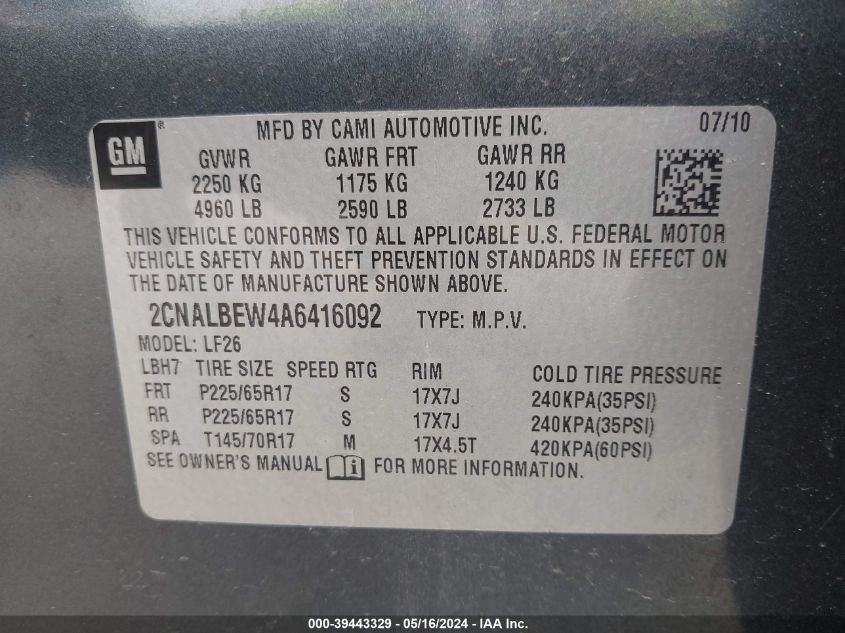 GM ® MFD BY CAMI AUTOMOTIVE INC. 07/10
GVWR GAWR FRT GAWR RR
2250 KG 1175 KG 1240 KG
4960 LB 2590 LB 2733 LB
THIS VEHICLE CONFORMS TO ALL APPLICABLE U.S. FEDERAL MOTOR
VEHICLE SAFETY AND THEFT PREVENTION STANDARDS IN EFFECT ON
THE DATE OF MANUFACTURE SHOWN ABOVE.
2CNALBEW4A6416092 TYPE: M.P.V.
MODEL: LF26
LBH7 TIRE SIZE SPEED RTG RIM COLD TIRE PRESSURE
FRT P225/65R17 S 17X7J 240KPA(35PSI)
RR P225/65R17 S 17X7J 240KPA(35PSI)
SPA T145/70R17 M 17X4.5T 420KPA(60PSI)
SEE OWNER'S MANUAL i FOR MORE INFORMATION.
000-39443329 - 05/16/2024 - IAA Inc.